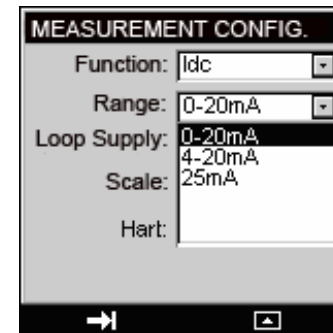 MEASUREMENT CONFIG.
Function: Idc
Range: 0-20mA
Loop Supply: 0-20mA
4-20mA
Scale: 25mA
Hart: